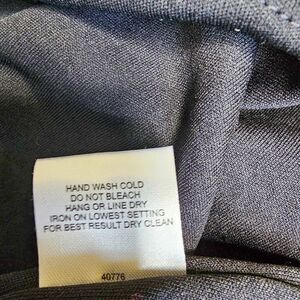 HAND WASH COLD
DO NOT BLEACH
HANG OR LINE DRY
IRON ON LOWEST SETTING
FOR BEST RESULT DRY CLEAN
40776